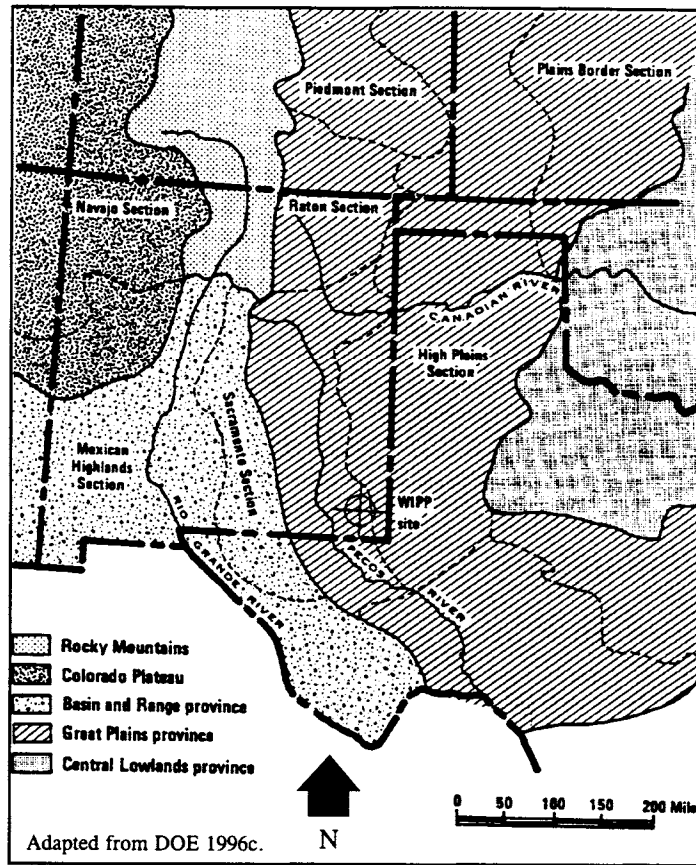 Plains Border Section
Piedmont Section
Navajo Section
Raton Section
CANADIAN RIVER
High Plains
Section
Sacramento Section
Mexican
Highlands
Section
WIPP
site
RIO GRANDE RIVER
PECOS RIVER
Rocky Mountains
Colorado Plateau
Basin and Range province
Great Plains province
Central Lowlands province
0 50 100 150 200 Mile
Adapted from DOE 1996c.
N